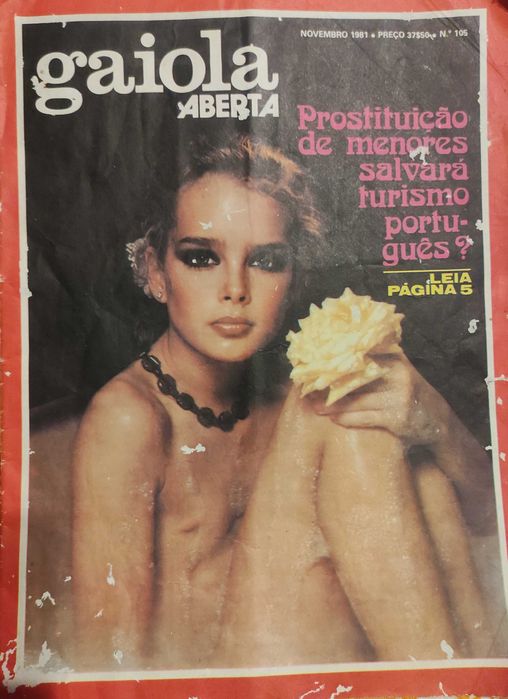 NOVEMBRO 1981 • PREÇO 37$50 • N.º 105
gaiola
ABERTA
Prostituição
de menores
salvará
turismo
portu-
guês?
LEIA
PÁGINA 5